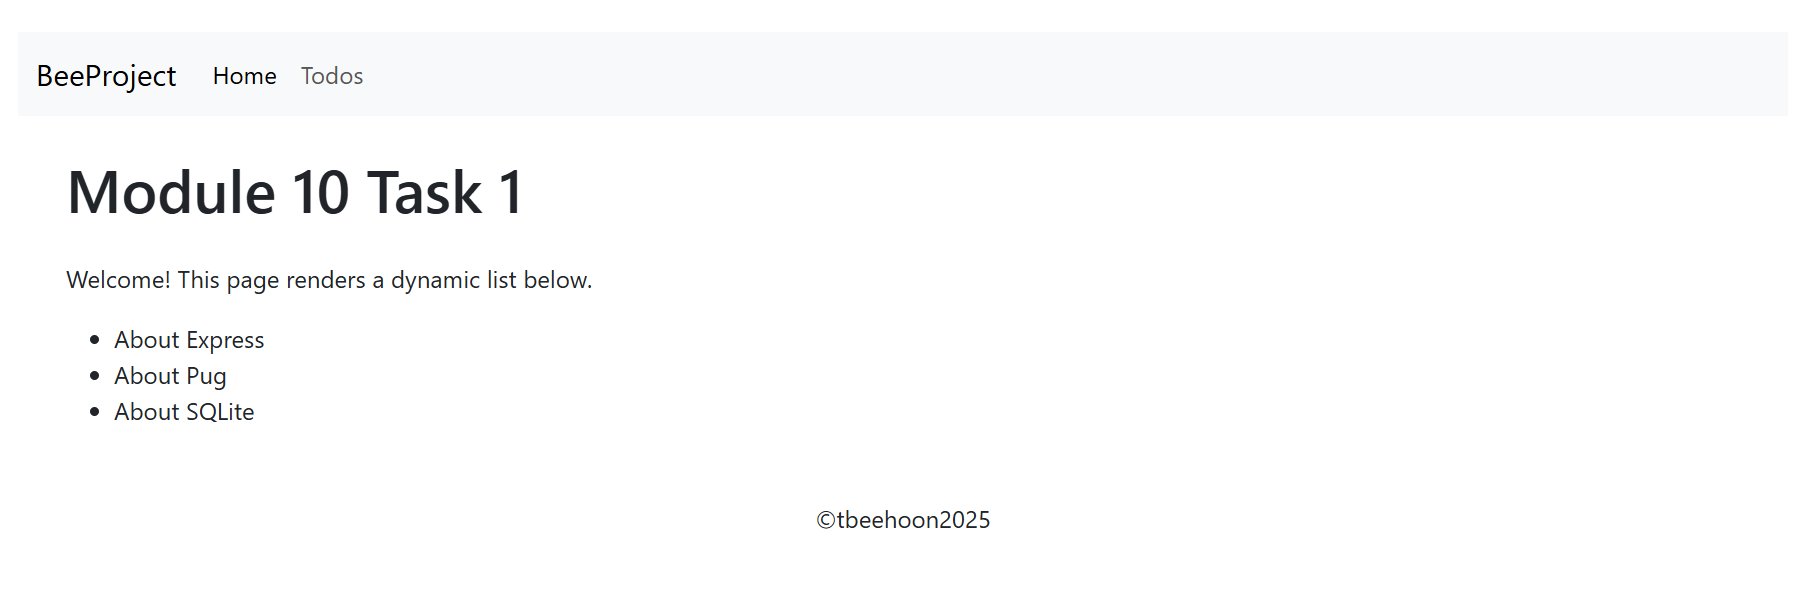 BeeProject Home Todos
Module 10 Task 1
Welcome! This page renders a dynamic list below.
About Express
About Pug
About SQLite
©tbeehoon2025